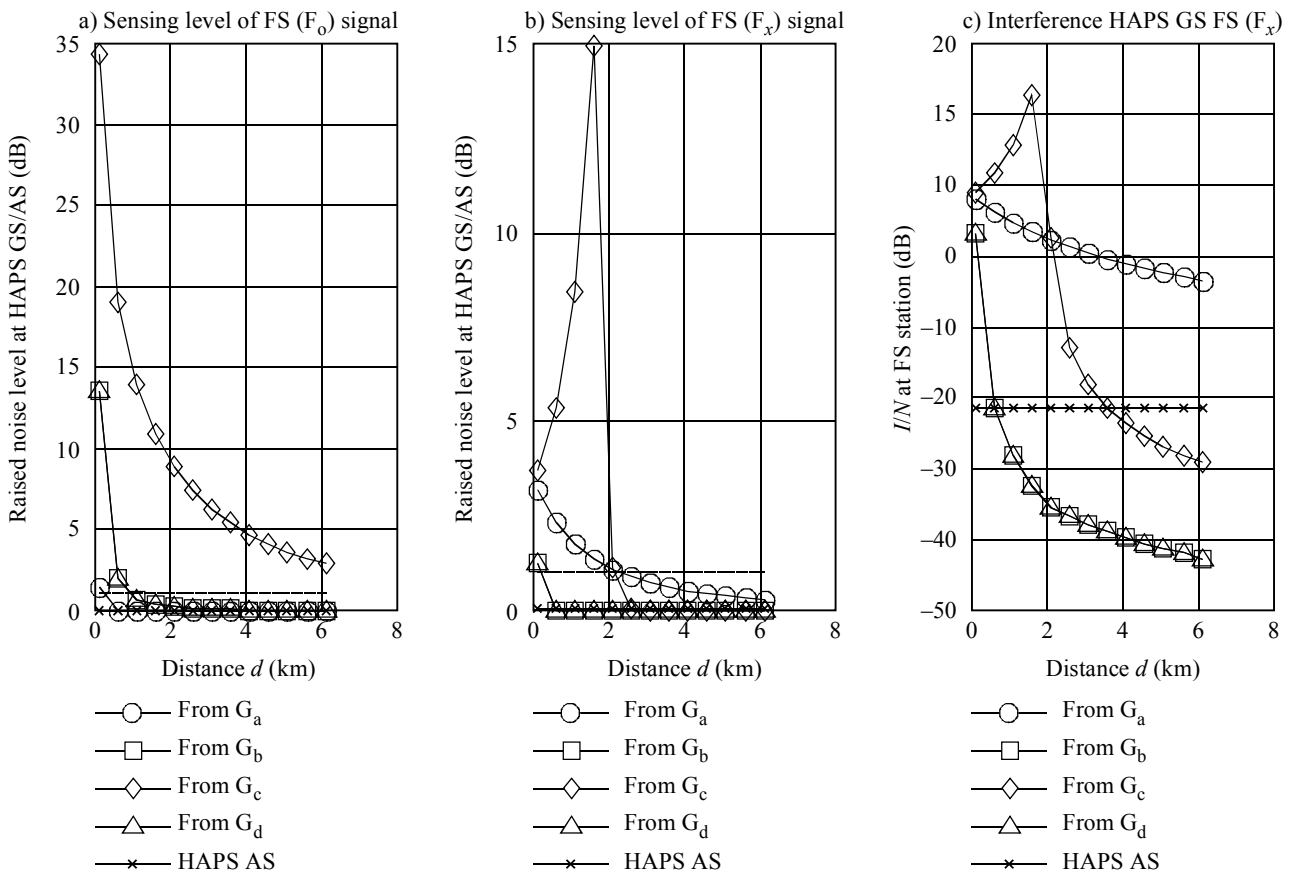 a) Sensing level of FS (Fo) signal
Raised noise level at HAPS GS/AS (dB)
35
30
25
20
15
10
5
0
0 2 4 6 8
Distance d (km)
From Ga
From Gb
From Gc
From Gd
HAPS AS
b) Sensing level of FS (Fx) signal
Raised noise level at HAPS GS/AS (dB)
15
10
5
0
0 2 4 6 8
Distance d (km)
From Ga
From Gb
From Gc
From Gd
HAPS AS
c) Interference HAPS GS FS (Fx)
I/N at FS station (dB)
20
15
10
0
–10
–20
–30
–40
–50
0 2 4 6 8
Distance d (km)
From Ga
From Gb
From Gc
From Gd
HAPS AS